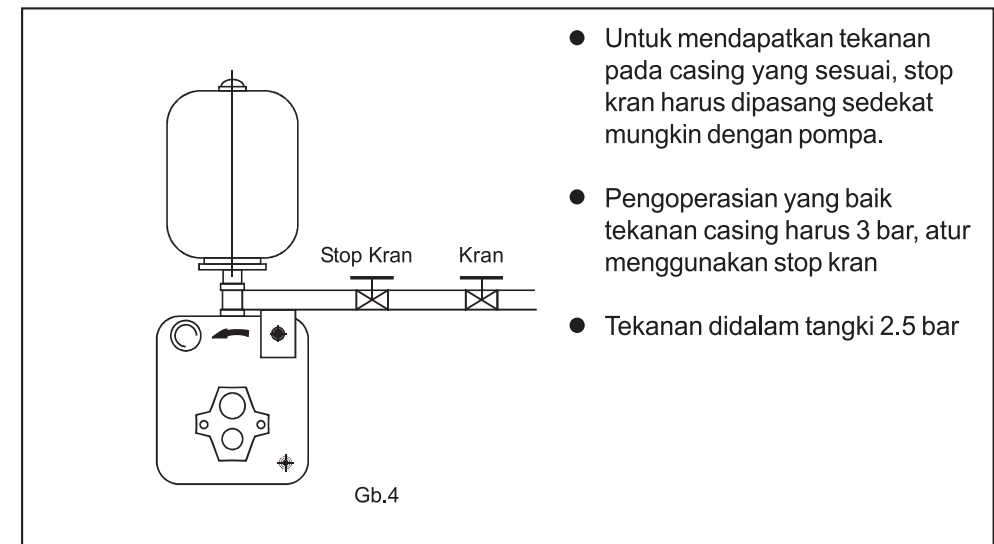 ● Untuk mendapatkan tekanan
pada casing yang sesuai, stop
kran harus dipasang sedekat
mungkin dengan pompa.
● Pengoperasian yang baik
tekanan casing harus 3 bar, atur
menggunakan stop kran
● Tekanan didalam tangki 2.5 bar
Stop Kran Kran
Gb.4